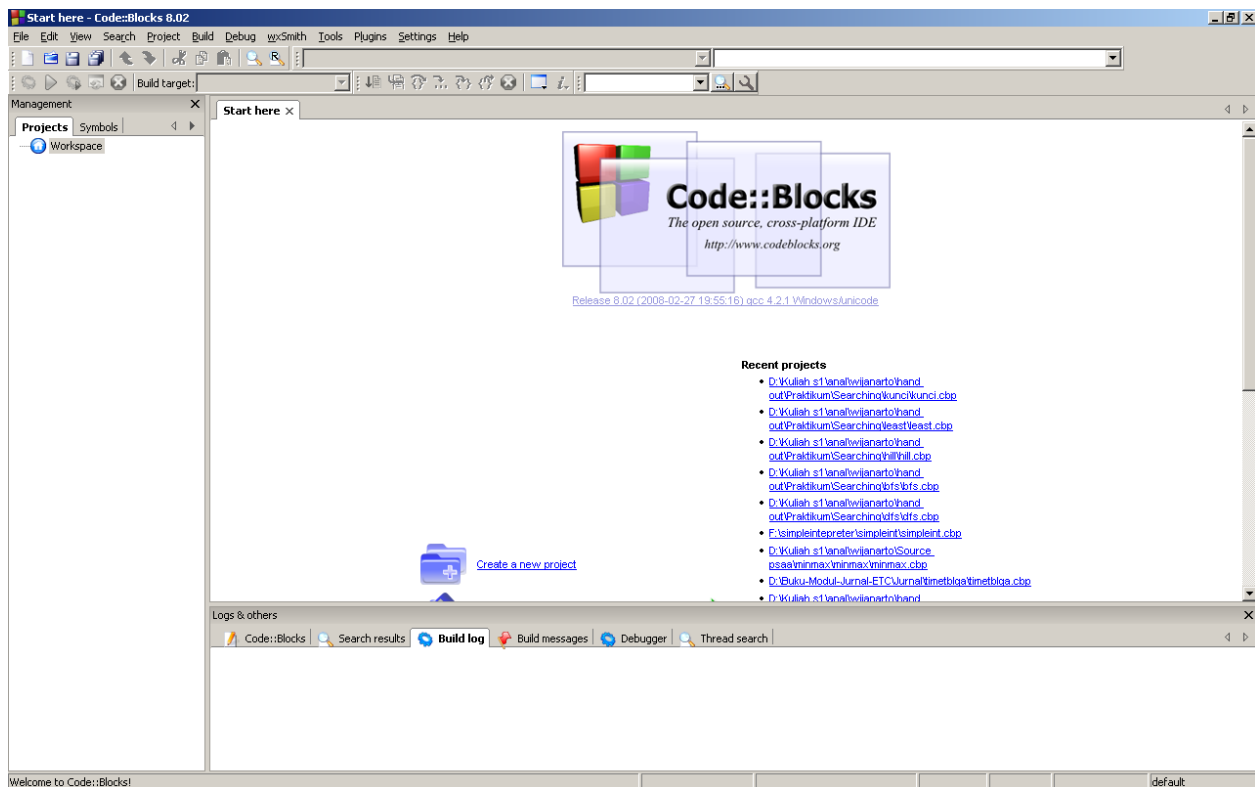 Start here - Code::Blocks 8.02
File Edit View Search Project Build Debug wxSmith Tools Plugins Settings Help
Build target:
Management
Projects Symbols
Workspace
Start here
Code::Blocks
The open source, cross-platform IDE
http://www.codeblocks.org
Release 8.02 (2008-02-27 19:55:16) gcc 4.2.1 Windows/unicode
Recent projects
D:\Kuliah s1\anal\wijanarto\hand
out\Praktikum\Searching\kunci\kunci.cbp
D:\Kuliah s1\anal\wijanarto\hand
out\Praktikum\Searching\least\least.cbp
D:\Kuliah s1\anal\wijanarto\hand
out\Praktikum\Searching\hill\hill.cbp
D:\Kuliah s1\anal\wijanarto\hand
out\Praktikum\Searching\bfs\bfs.cbp
D:\Kuliah s1\anal\wijanarto\hand
out\Praktikum\Searching\dfs\dfs.cbp
F:\simpleintepreter\simpleint\simpleint.cbp
D:\Kuliah s1\anal\wijanarto\Source
psaa\minmax\minmax\minmax.cbp
D:\Buku-Modul-Jurnal-ETC\Jurnal\timetblga\timetblga.cbp
D:\Kuliah s1\anal\wijanarto\hand
Create a new project
Logs & others
Code::Blocks Search results Build log Build messages Debugger Thread search
Welcome to Code::Blocks!
default